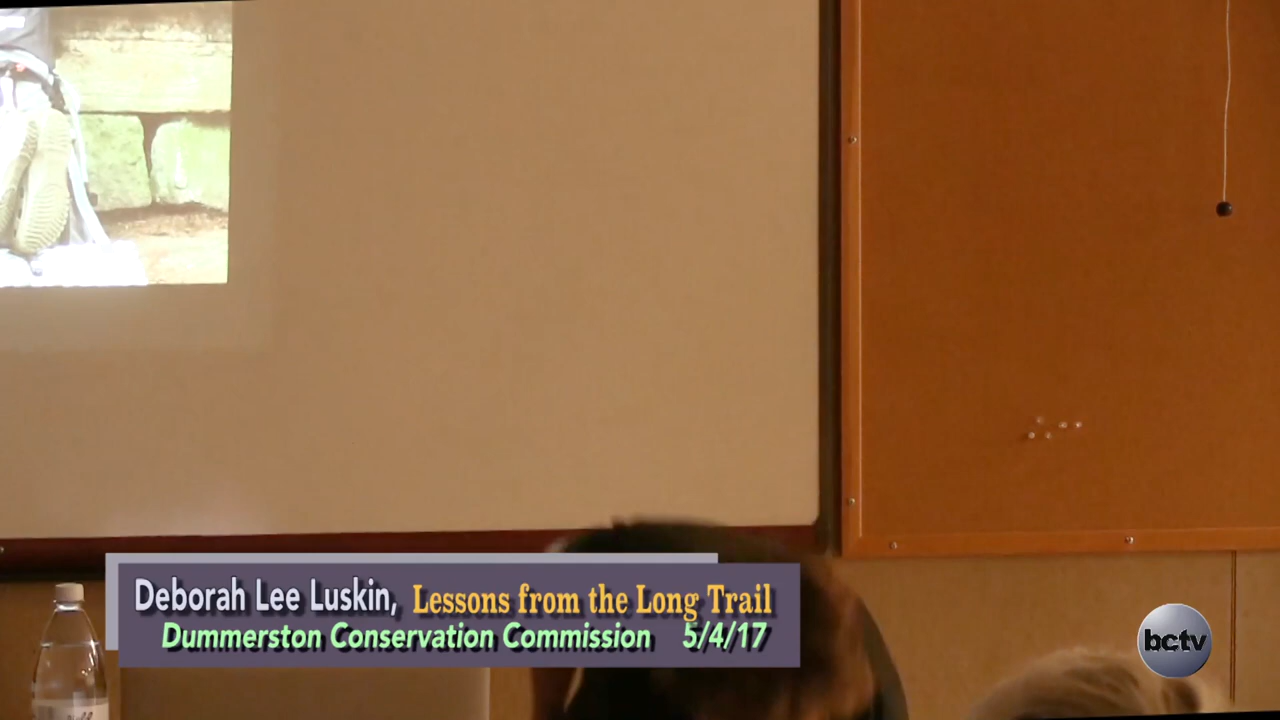 Deborah Lee Luskin, Lessons from the Long Trail
Dummerston Conservation Commission 5/4/17
bctv